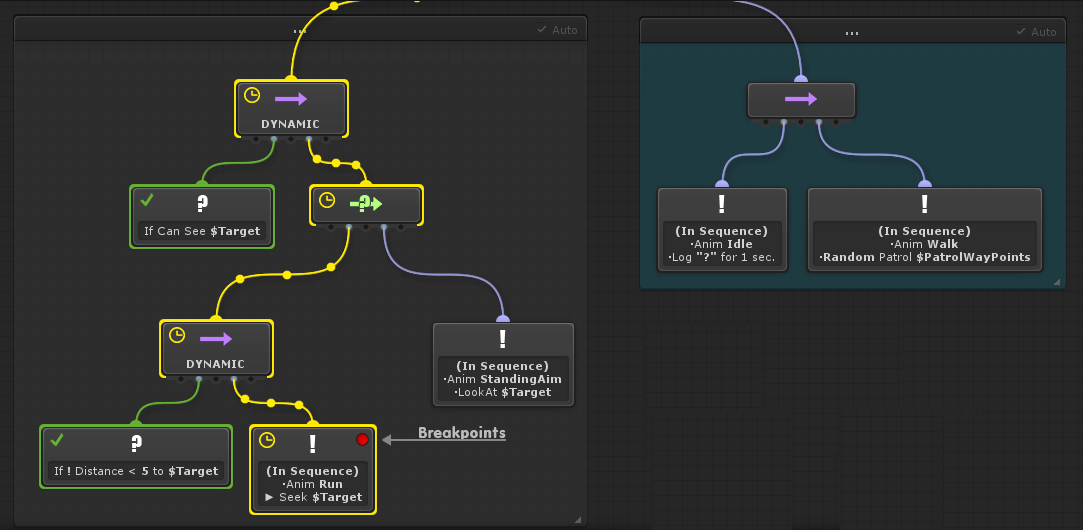 ...
Auto
DYNAMIC
?
If Can See $Target
?
DYNAMIC
!
(In Sequence)
•Anim StandingAim
•LookAt $Target
?
If ! Distance < 5 to $Target
!
(In Sequence)
•Anim Run
► Seek $Target
Breakpoints
...
Auto
!
(In Sequence)
•Anim Idle
•Log "?" for 1 sec.
!
(In Sequence)
•Anim Walk
•Random Patrol $PatrolWayPoints